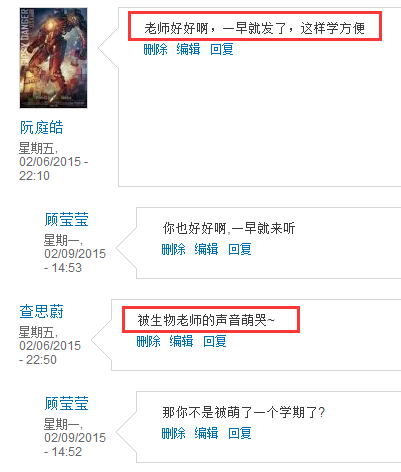 老师好好啊，一早就发了，这样学方便
删除 编辑 回复
阮庭皓
星期五,
02/06/2015 -
22:10
顾莹莹
星期一,
02/09/2015
- 14:53
你也好好啊,一早就来听
删除 编辑 回复
查思蔚
星期五,
02/06/2015
- 22:50
被生物老师的声音萌哭~
删除 编辑 回复
顾莹莹
星期一,
02/09/2015
- 14:52
那你不是被萌了一个学期了?
删除 编辑 回复